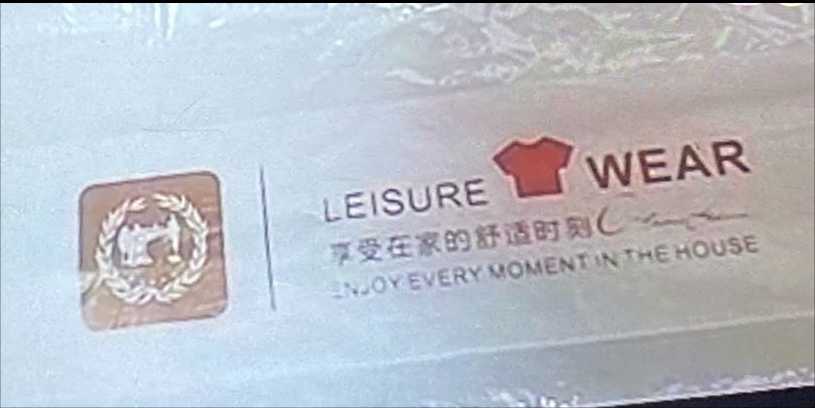 LEISURE WEAR
享受在家的舒适时刻
ENJOY EVERY MOMENT IN THE HOUSE